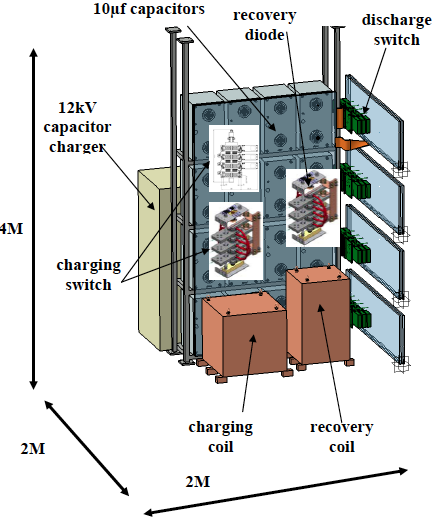 10µf capacitors
recovery
diode
discharge
switch
12kV
capacitor
charger
4M
charging
switch
charging
coil
recovery
coil
2M
2M